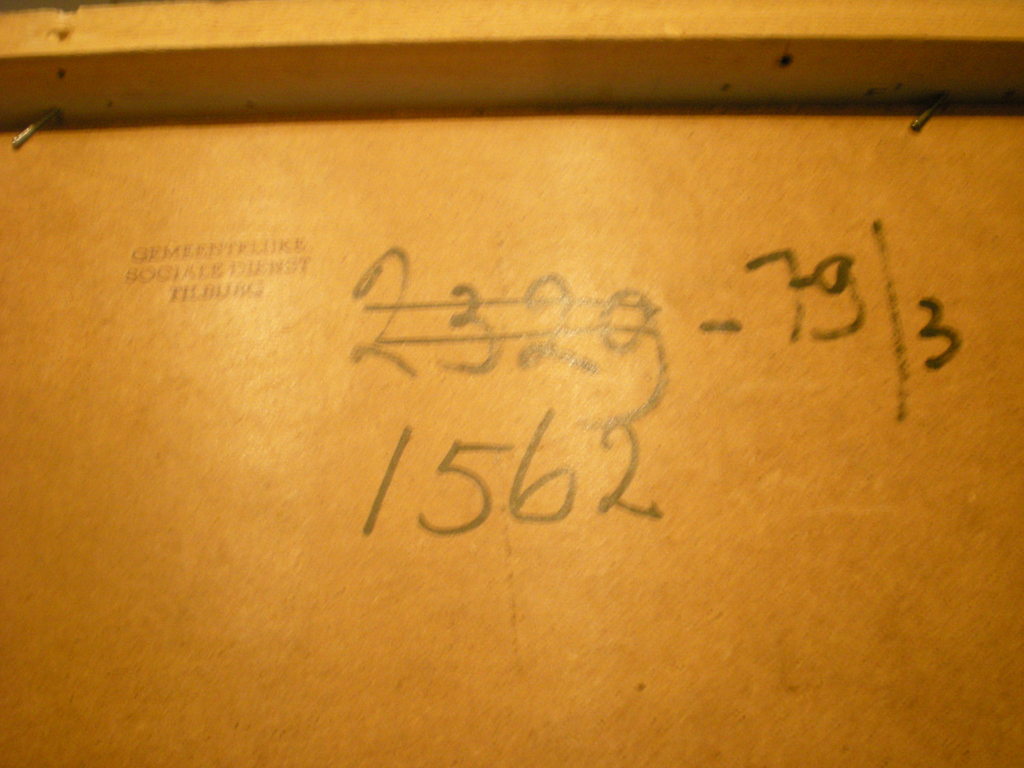 GEMEENTELIJKE
SOCIALE DIENST
TILBURG
2329 - 79/3
1562